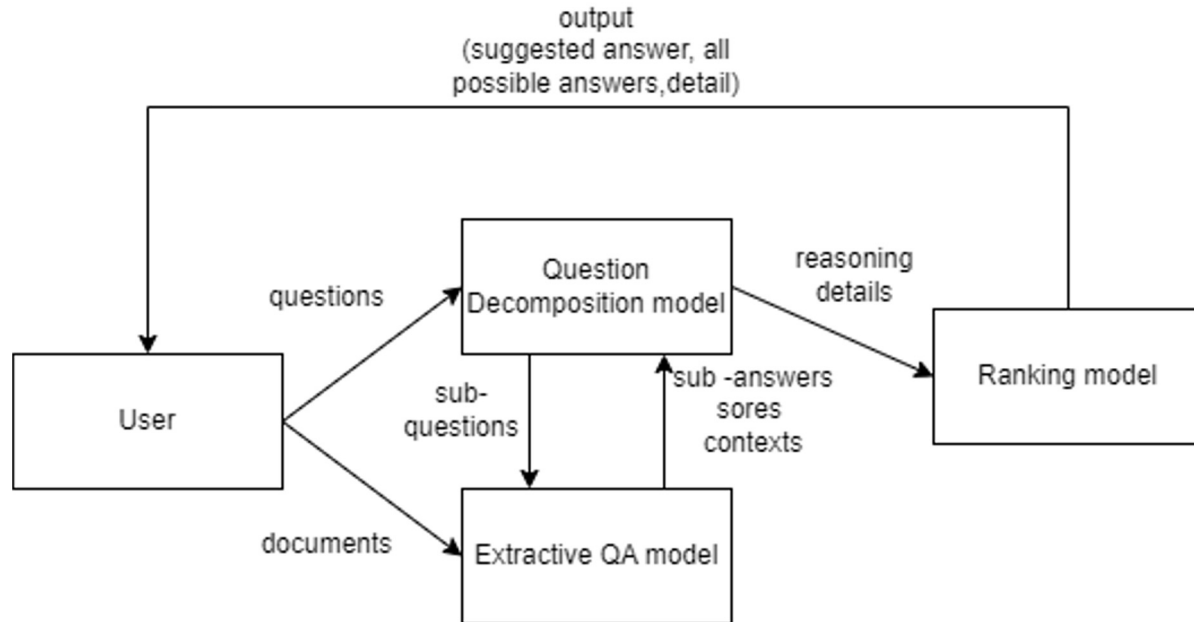 output
(suggested answer, all
possible answers,detail)
Question
Decomposition model
reasoning
details
questions
User
sub-
questions
sub -answers
sores
contexts
Ranking model
documents
Extractive QA model